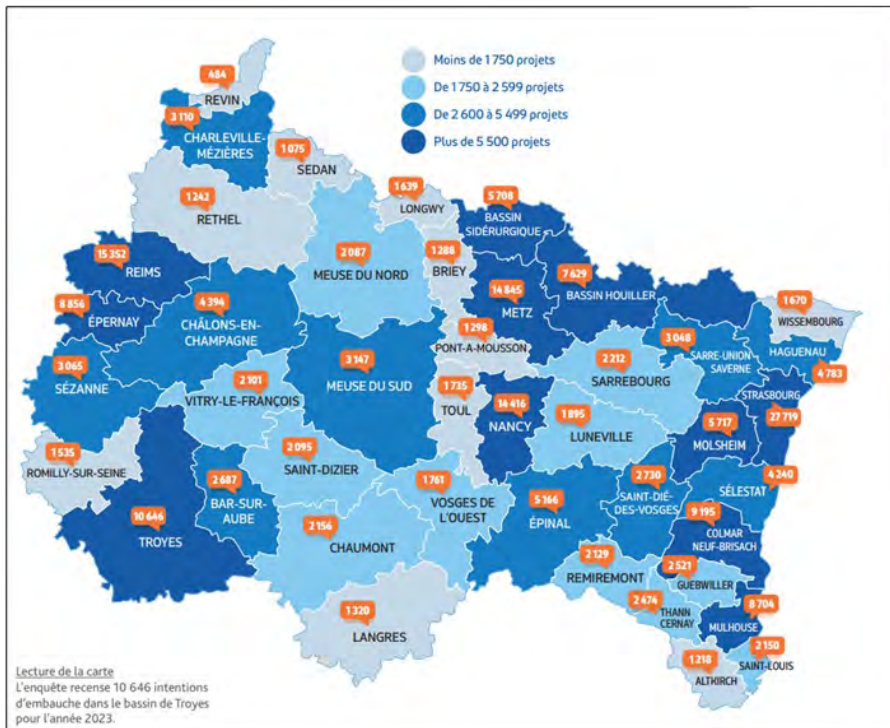 Moins de 1 750 projets
De 1 750 à 2 599 projets
De 2 600 à 5 499 projets
Plus de 5 500 projets
484
REVIN
3 110
CHARLEVILLE-
MÉZIÈRES
1 075
SEDAN
1 242
RETHEL
1 639
LONGWY
5 708
BASSIN
SIDÉRURGIQUE
2 087
MEUSE DU NORD
1 288
BRIEY
15 352
REIMS
14 845
METZ
7 629
BASSIN HOUILLER
8 856
ÉPERNAY
4 394
CHÂLONS-EN-
CHAMPAGNE
1 670
WISSEMBOURG
1 298
PONT-A-MOUSSON
3 048
SARRE-UNION
SAVERNE
HAGUENAU
4 783
3 065
SÉZANNE
3 147
MEUSE DU SUD
2 212
SARREBOURG
2 101
VITRY-LE-FRANÇOIS
1 735
TOUL
14 416
NANCY
1 895
LUNEVILLE
STRASBOURG
27 719
5 717
MOLSHEIM
1 535
ROMILLY-SUR-SEINE
2 095
SAINT-DIZIER
2 687
BAR-SUR-
AUBE
1 761
VOSGES DE
L'OUEST
5 166
ÉPINAL
2 730
SAINT-DIÉ-
DES-VOSGES
4 240
SÉLESTAT
10 646
TROYES
2 156
CHAUMONT
9 195
COLMAR
NEUF-BRISACH
2 129
REMIREMONT
2 521
GUEBWILLER
2 474
THANN
CERNAY
8 704
MULHOUSE
1 320
LANGRES
1 218
ALTKIRCH
2 150
SAINT-LOUIS
Lecture de la carte
L'enquête recense 10 646 intentions
d'embauche dans le bassin de Troyes
pour l'année 2023.